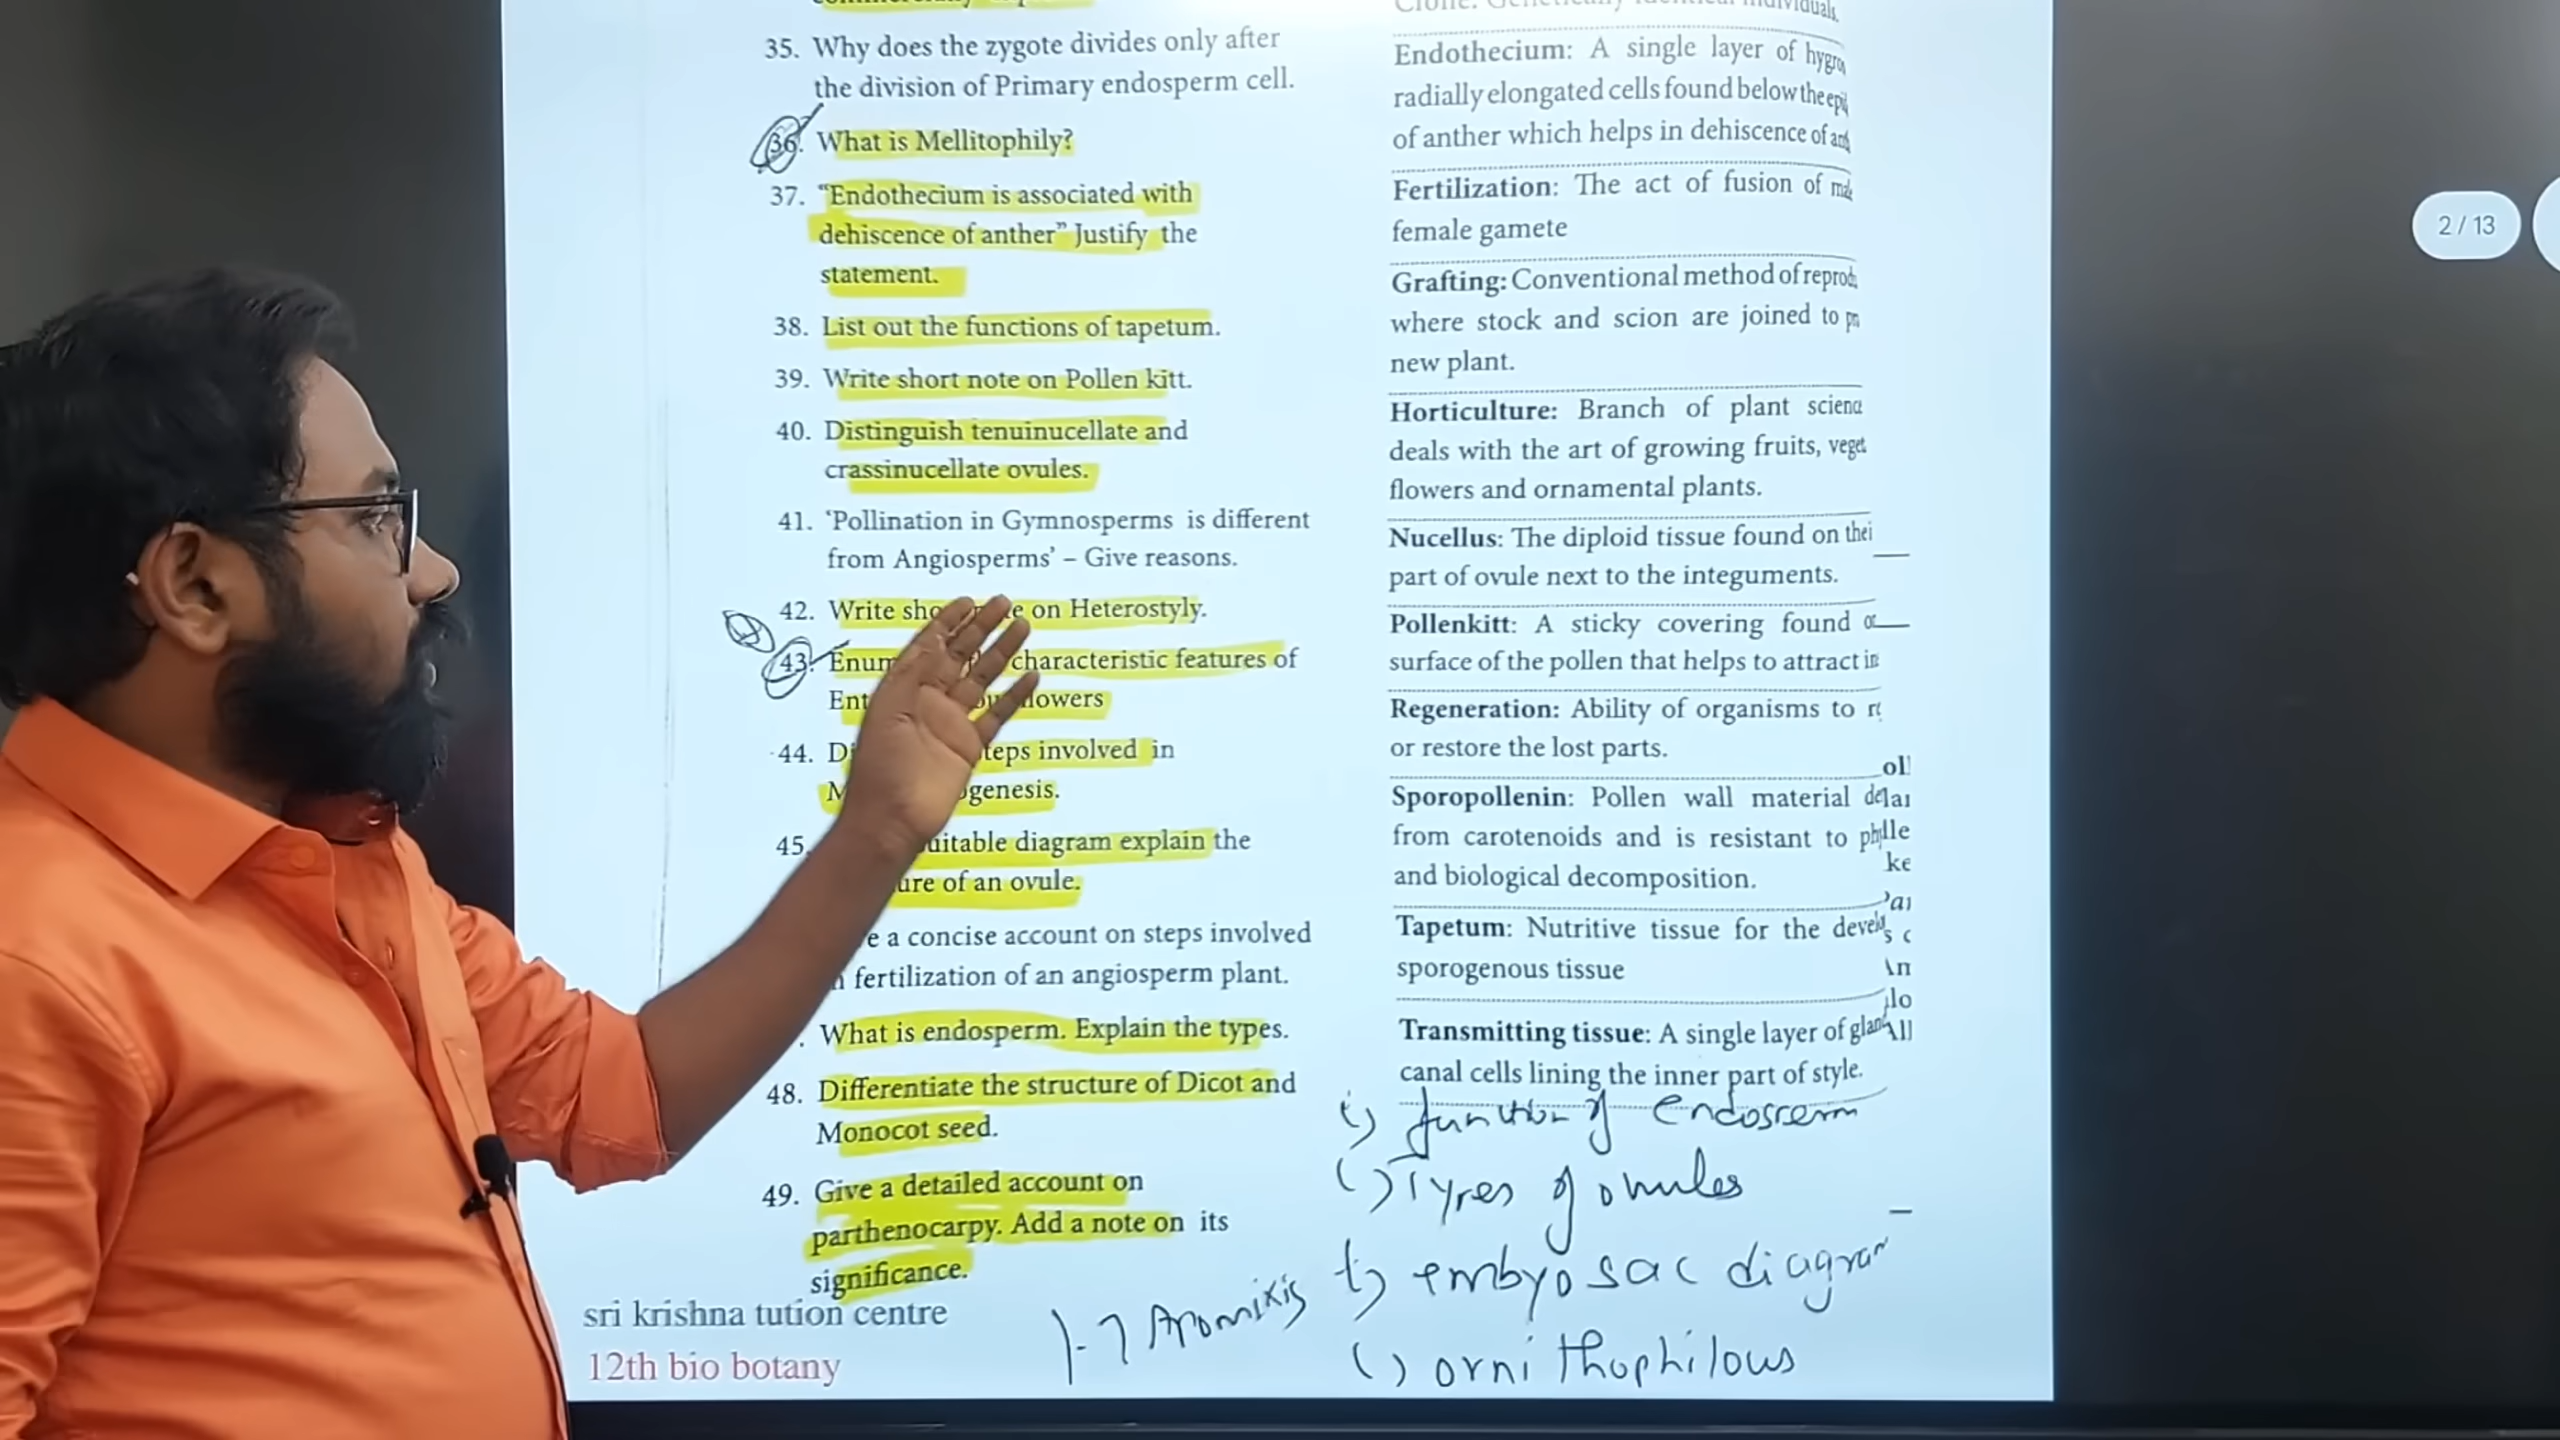 35. Why does the zygote divides only after
the division of Primary endosperm cell.
36. What is Mellitophily?
37. "Endothecium is associated with
dehiscence of anther" Justify the
statement.
38. List out the functions of tapetum.
39. Write short note on Pollen kitt.
40. Distinguish tenuinucellate and
crassinucellate ovules.
41. 'Pollination in Gymnosperms is different
from Angiosperms' – Give reasons.
42. Write on Heterostyly.
43. characteristic features of
44. involved in
45. diagram explain the
of an ovule.
a concise account on steps involved
fertilization of an angiosperm plant.
What is endosperm. Explain the types.
48. Differentiate the structure of Dicot and
Monocot seed.
49. Give a detailed account on
parthenocarpy. Add a note on its
significance.
sri krishna tution centre
12th bio botany
Endothecium: A single layer of
radially elongated cells found below the
of anther which helps in dehiscence of
Fertilization: The act of fusion of
female gamete
Grafting: Conventional method of
where stock and scion are joined to
new plant.
Horticulture: Branch of plant
deals with the art of growing fruits,
flowers and ornamental plants.
Nucellus: The diploid tissue found on
part of ovule next to the integuments.
Pollenkitt: A sticky covering found
surface of the pollen that helps to attract
Regeneration: Ability of organisms to
or restore the lost parts.
Sporopollenin: Pollen wall material
from carotenoids and is resistant to
and biological decomposition.
Tapetum: Nutritive tissue for the
sporogenous tissue
Transmitting tissue: A single layer of
canal cells lining the inner part of style.
function of endosperm
Types of ovules
embyo sac diagram
ornithophilous
Apomixis
2 / 13